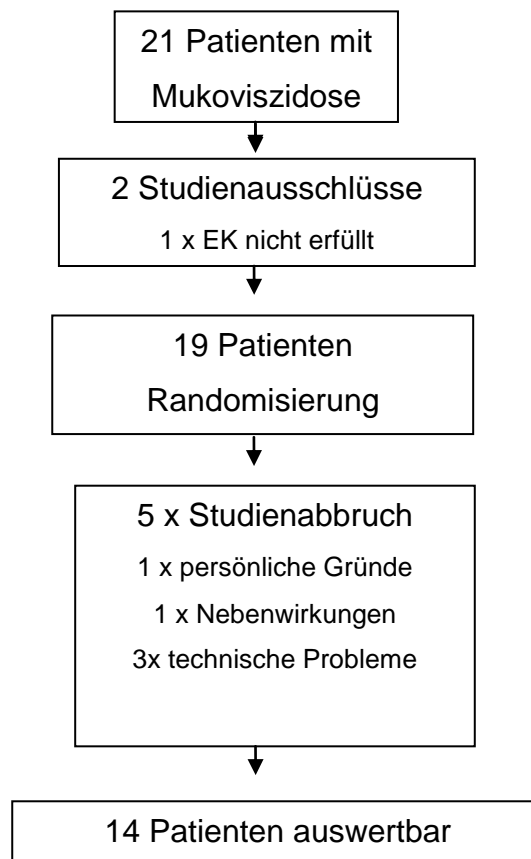 21 Patienten mit
Mukoviszidose
2 Studienausschlüsse
1 x EK nicht erfüllt
19 Patienten
Randomisierung
5 x Studienabbruch
1 x persönliche Gründe
1 x Nebenwirkungen
3x technische Probleme
14 Patienten auswertbar